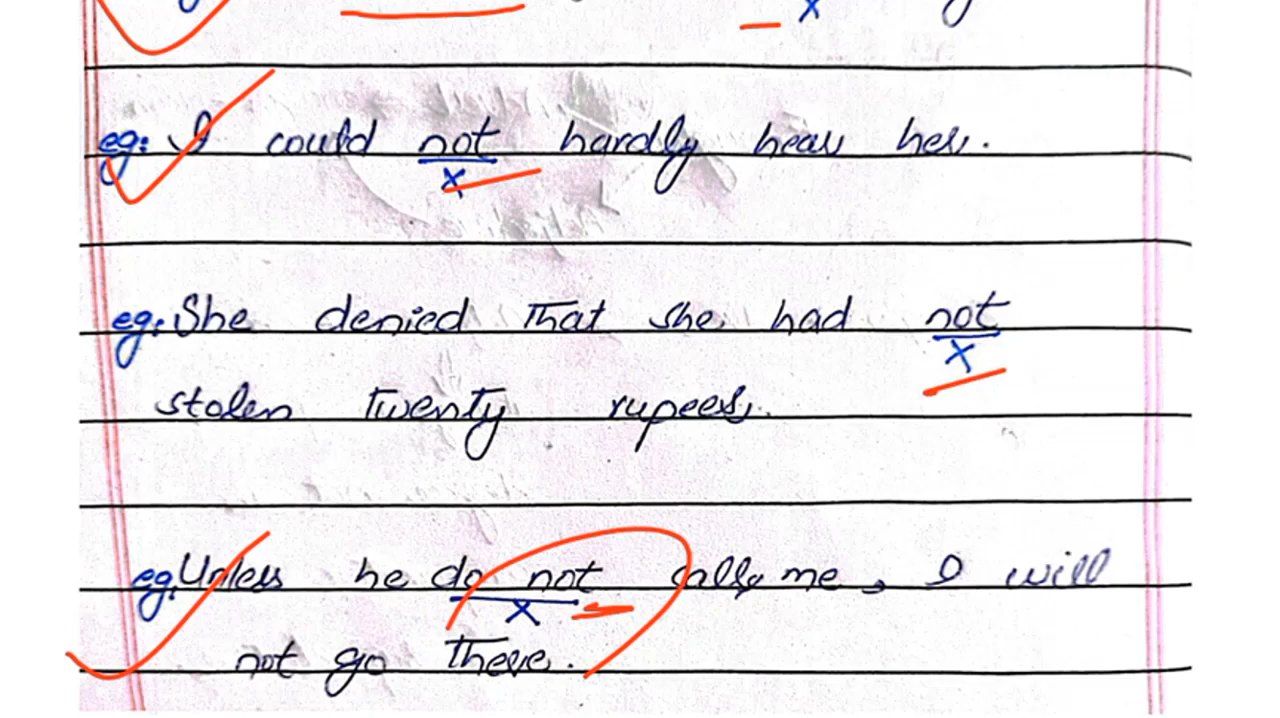 eg: I could not hardly hear her.
x
eg: She denied that she had not
x
stolen twenty rupees.
eg. Unless he do not calls me, I will
x
not go there.